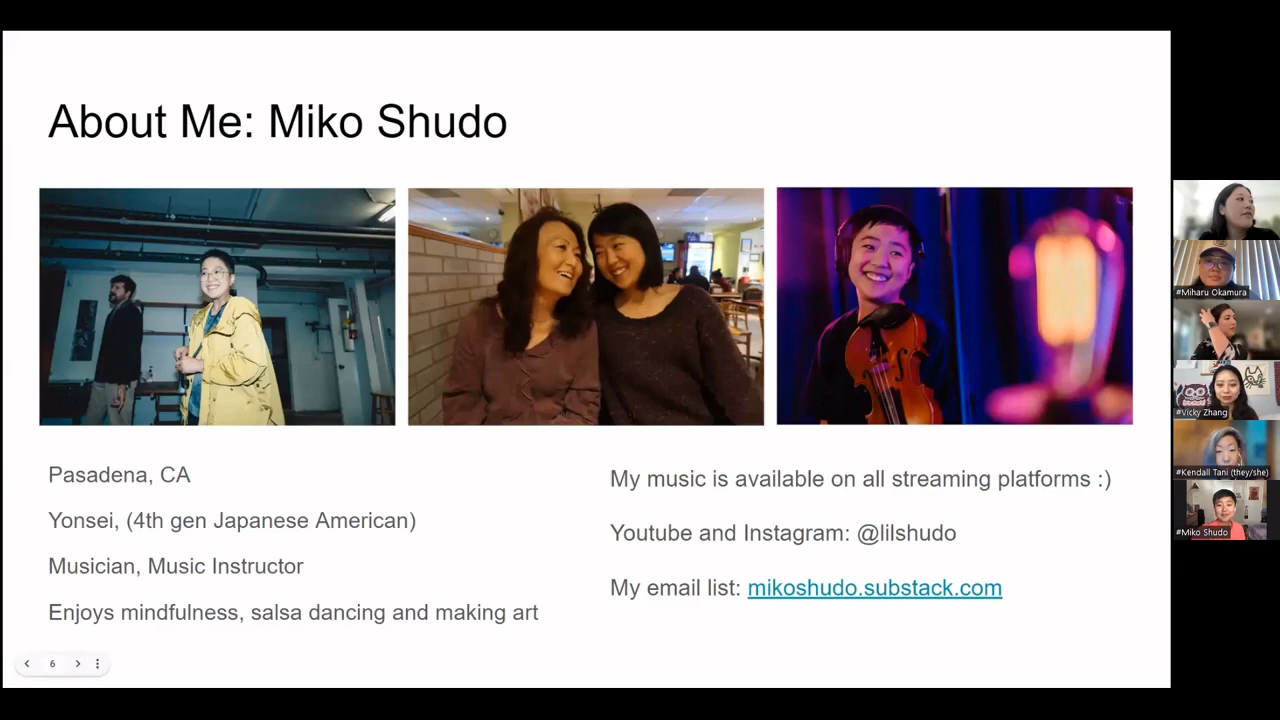 About Me: Miko Shudo
Pasadena, CA
Yonsei, (4th gen Japanese American)
Musician, Music Instructor
Enjoys mindfulness, salsa dancing and making art
My music is available on all streaming platforms :)
Youtube and Instagram: @lilshudo
My email list: mikoshudo.substack.com
6
#Miharu Okamura
#Vicky Zhang
#Kendall Tani (they/she)
#Miko Shudo